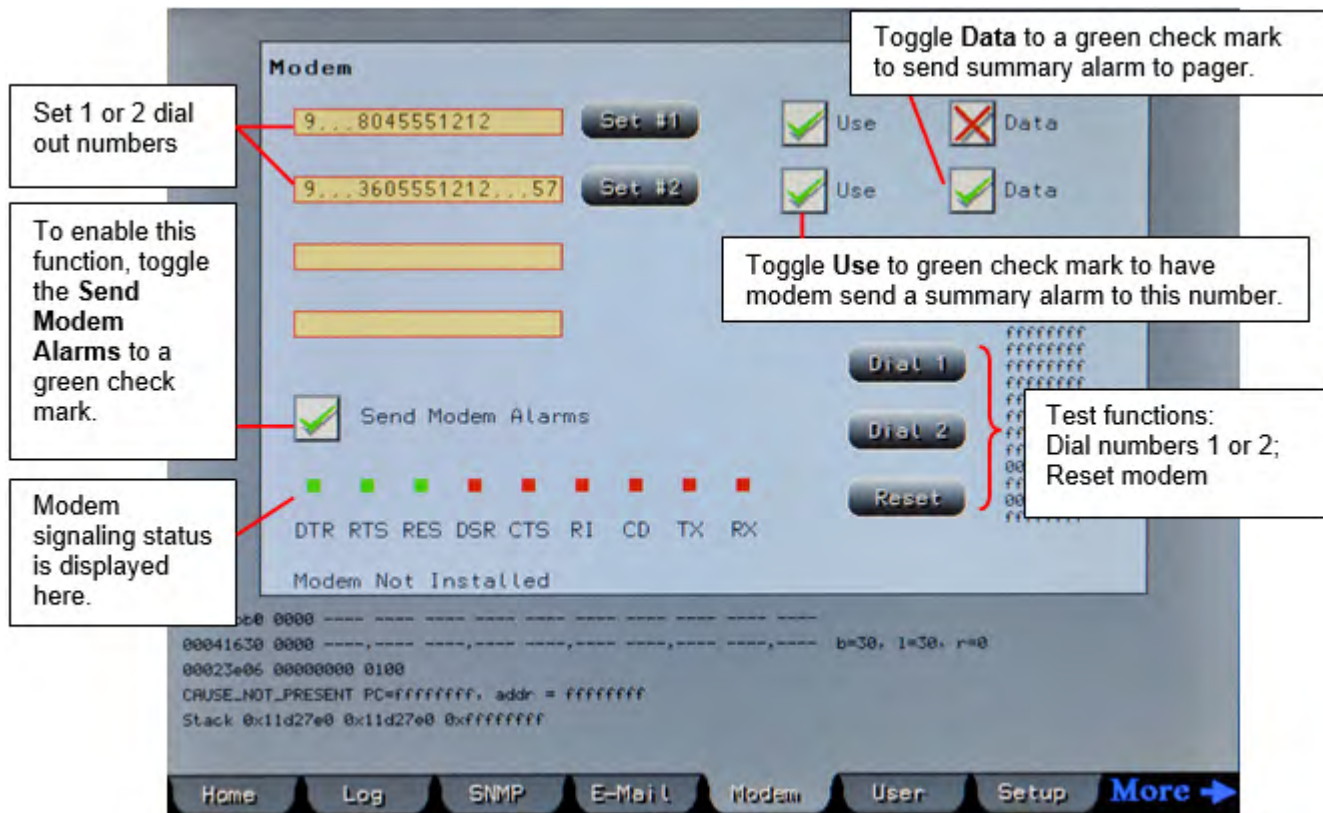 Toggle Data to a green check mark
to send summary alarm to pager.
Modem
Set 1 or 2 dial
out numbers
9...8045551212
Set #1
Use
Data
9...3605551212...57
Set #2
Use
Data
To enable this
function, toggle
the Send
Modem
Alarms to a
green check
mark.
Toggle Use to green check mark to have
modem send a summary alarm to this number.
ffffffff
ffffffff
ffffffff
ffffffff
Dial 1
Dial 2
Reset
Test functions:
Dial numbers 1 or 2;
Reset modem
Send Modem Alarms
Modem
signaling status
is displayed
here.
DTR RTS RES DSR CTS RI CD TX RX
Modem Not Installed
0000 ---- ---- ---- ---- ---- ---- ---- ---- ---- ----
00041630 0000 ----,---- ---- ----,---- ---- ----,---- ----,---- b=30, l=30, r=0
00023e06 00000000 0100
CAUSE_NOT_PRESENT PC=ffffffff, addr = ffffffff
Stack 0x11d27e0 0x11d27e0 0xffffffff
Home
Log
SNMP
E-Mail
Modem
User
Setup
More